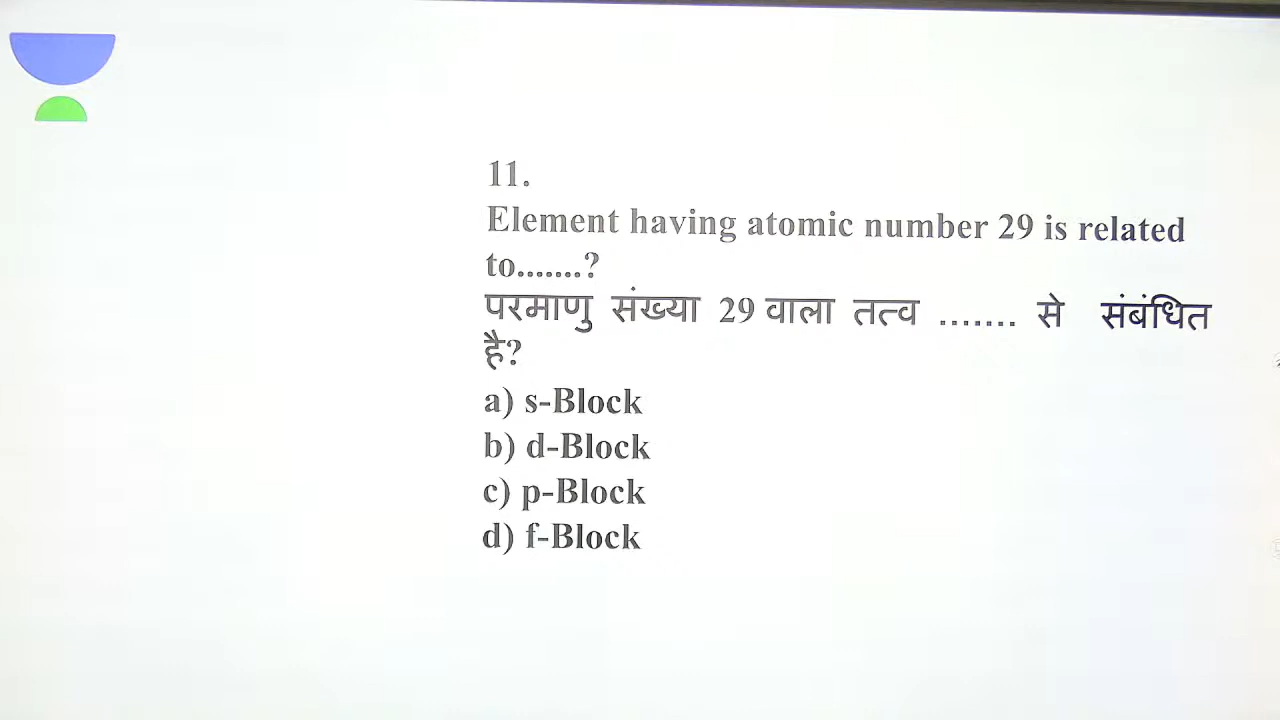 11.
Element having atomic number 29 is related
to.......?
परमाणु संख्या 29 वाला तत्व ....... से संबंधित
है?
a) s-Block
b) d-Block
c) p-Block
d) f-Block